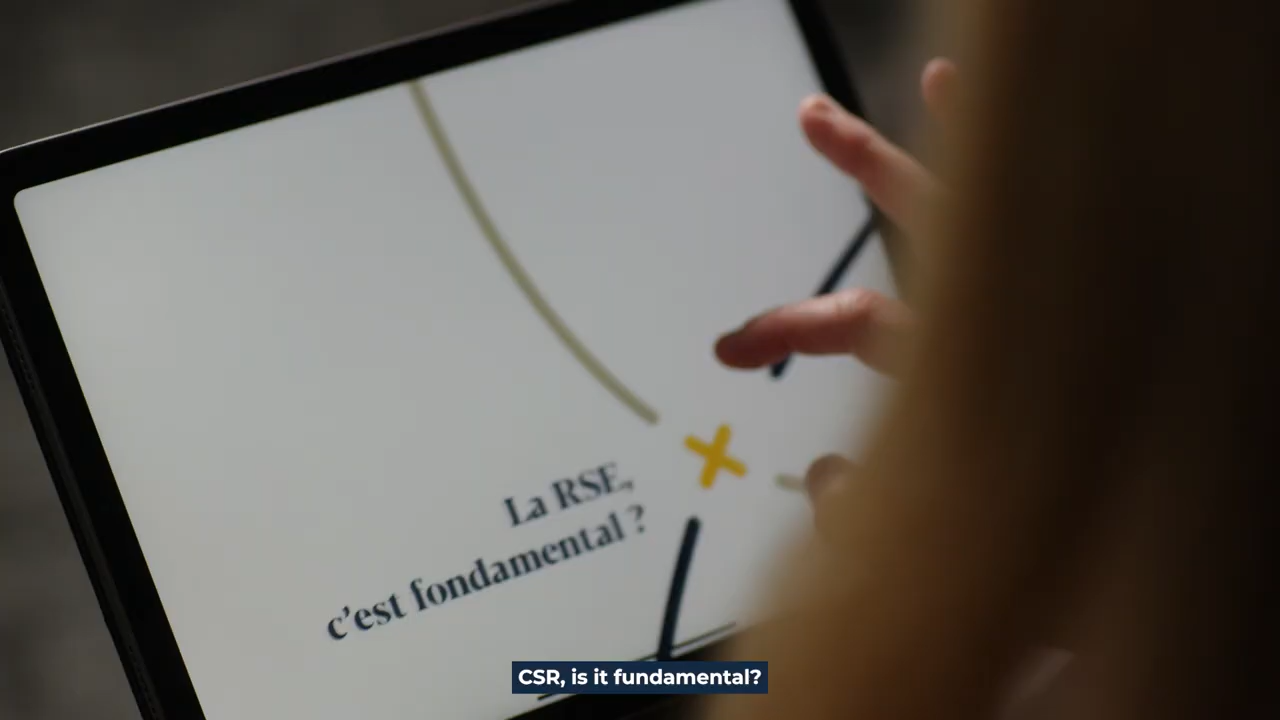 La RSE,
c'est fondamental ?
CSR, is it fundamental?